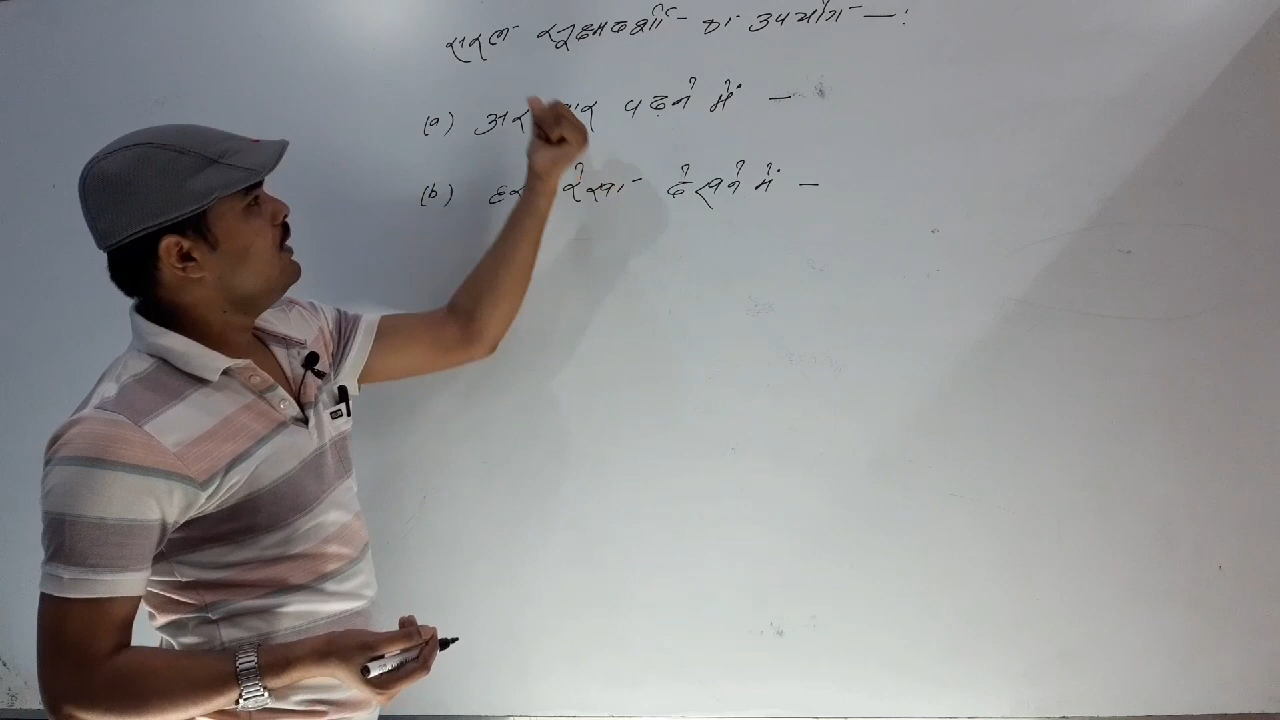 सरल सूक्ष्मदर्शी का उपयोग —:
(a) पढ़ने में —
(b) रेखा देखने में —